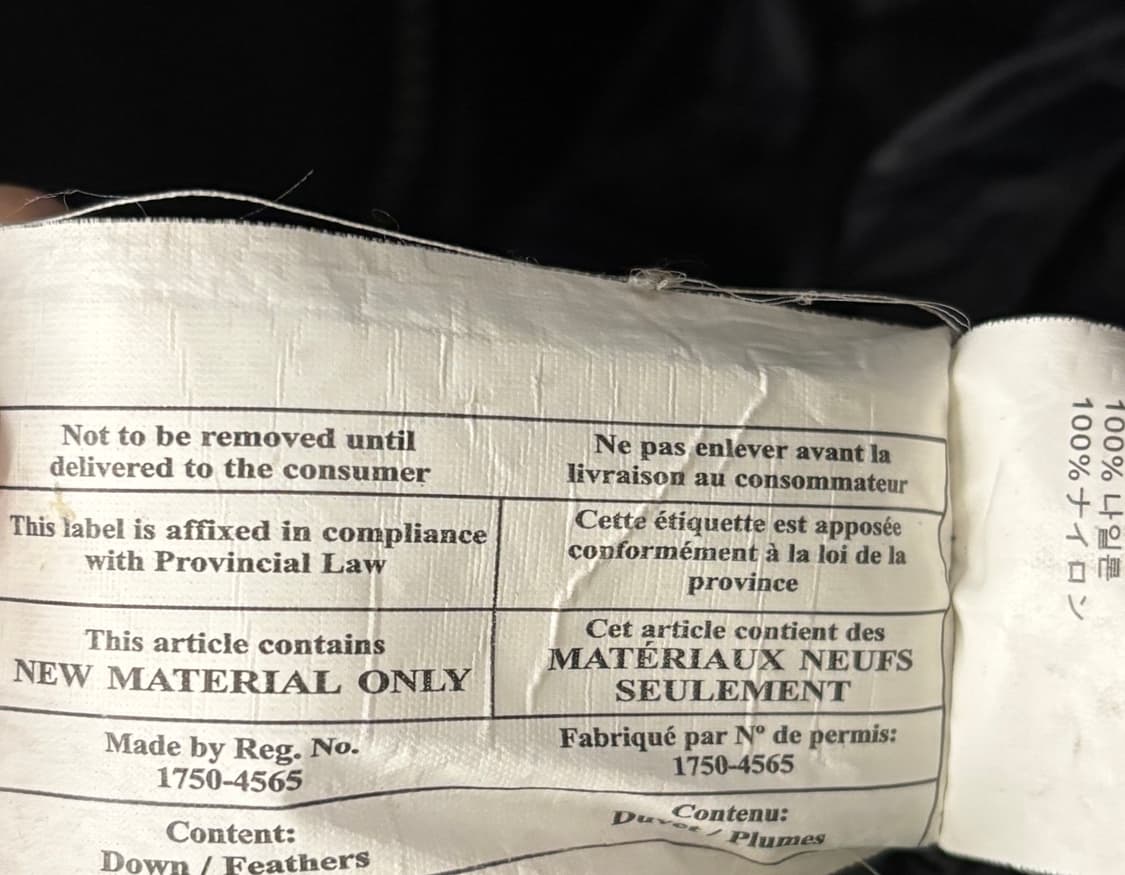 Not to be removed until
delivered to the consumer
Ne pas enlever avant la
livraison au consommateur
This label is affixed in compliance
with Provincial Law
Cette étiquette est apposée
conformément à la loi de la
province
This article contains
NEW MATERIAL ONLY
Cet article contient des
MATÉRIAUX NEUFS
SEULEMENT
Made by Reg. No.
1750-4565
Fabriqué par Nº de permis:
1750-4565
Content:
Down / Feathers
Contenu:
Duvet / Plumes
100% 나일론
100% ナイロン